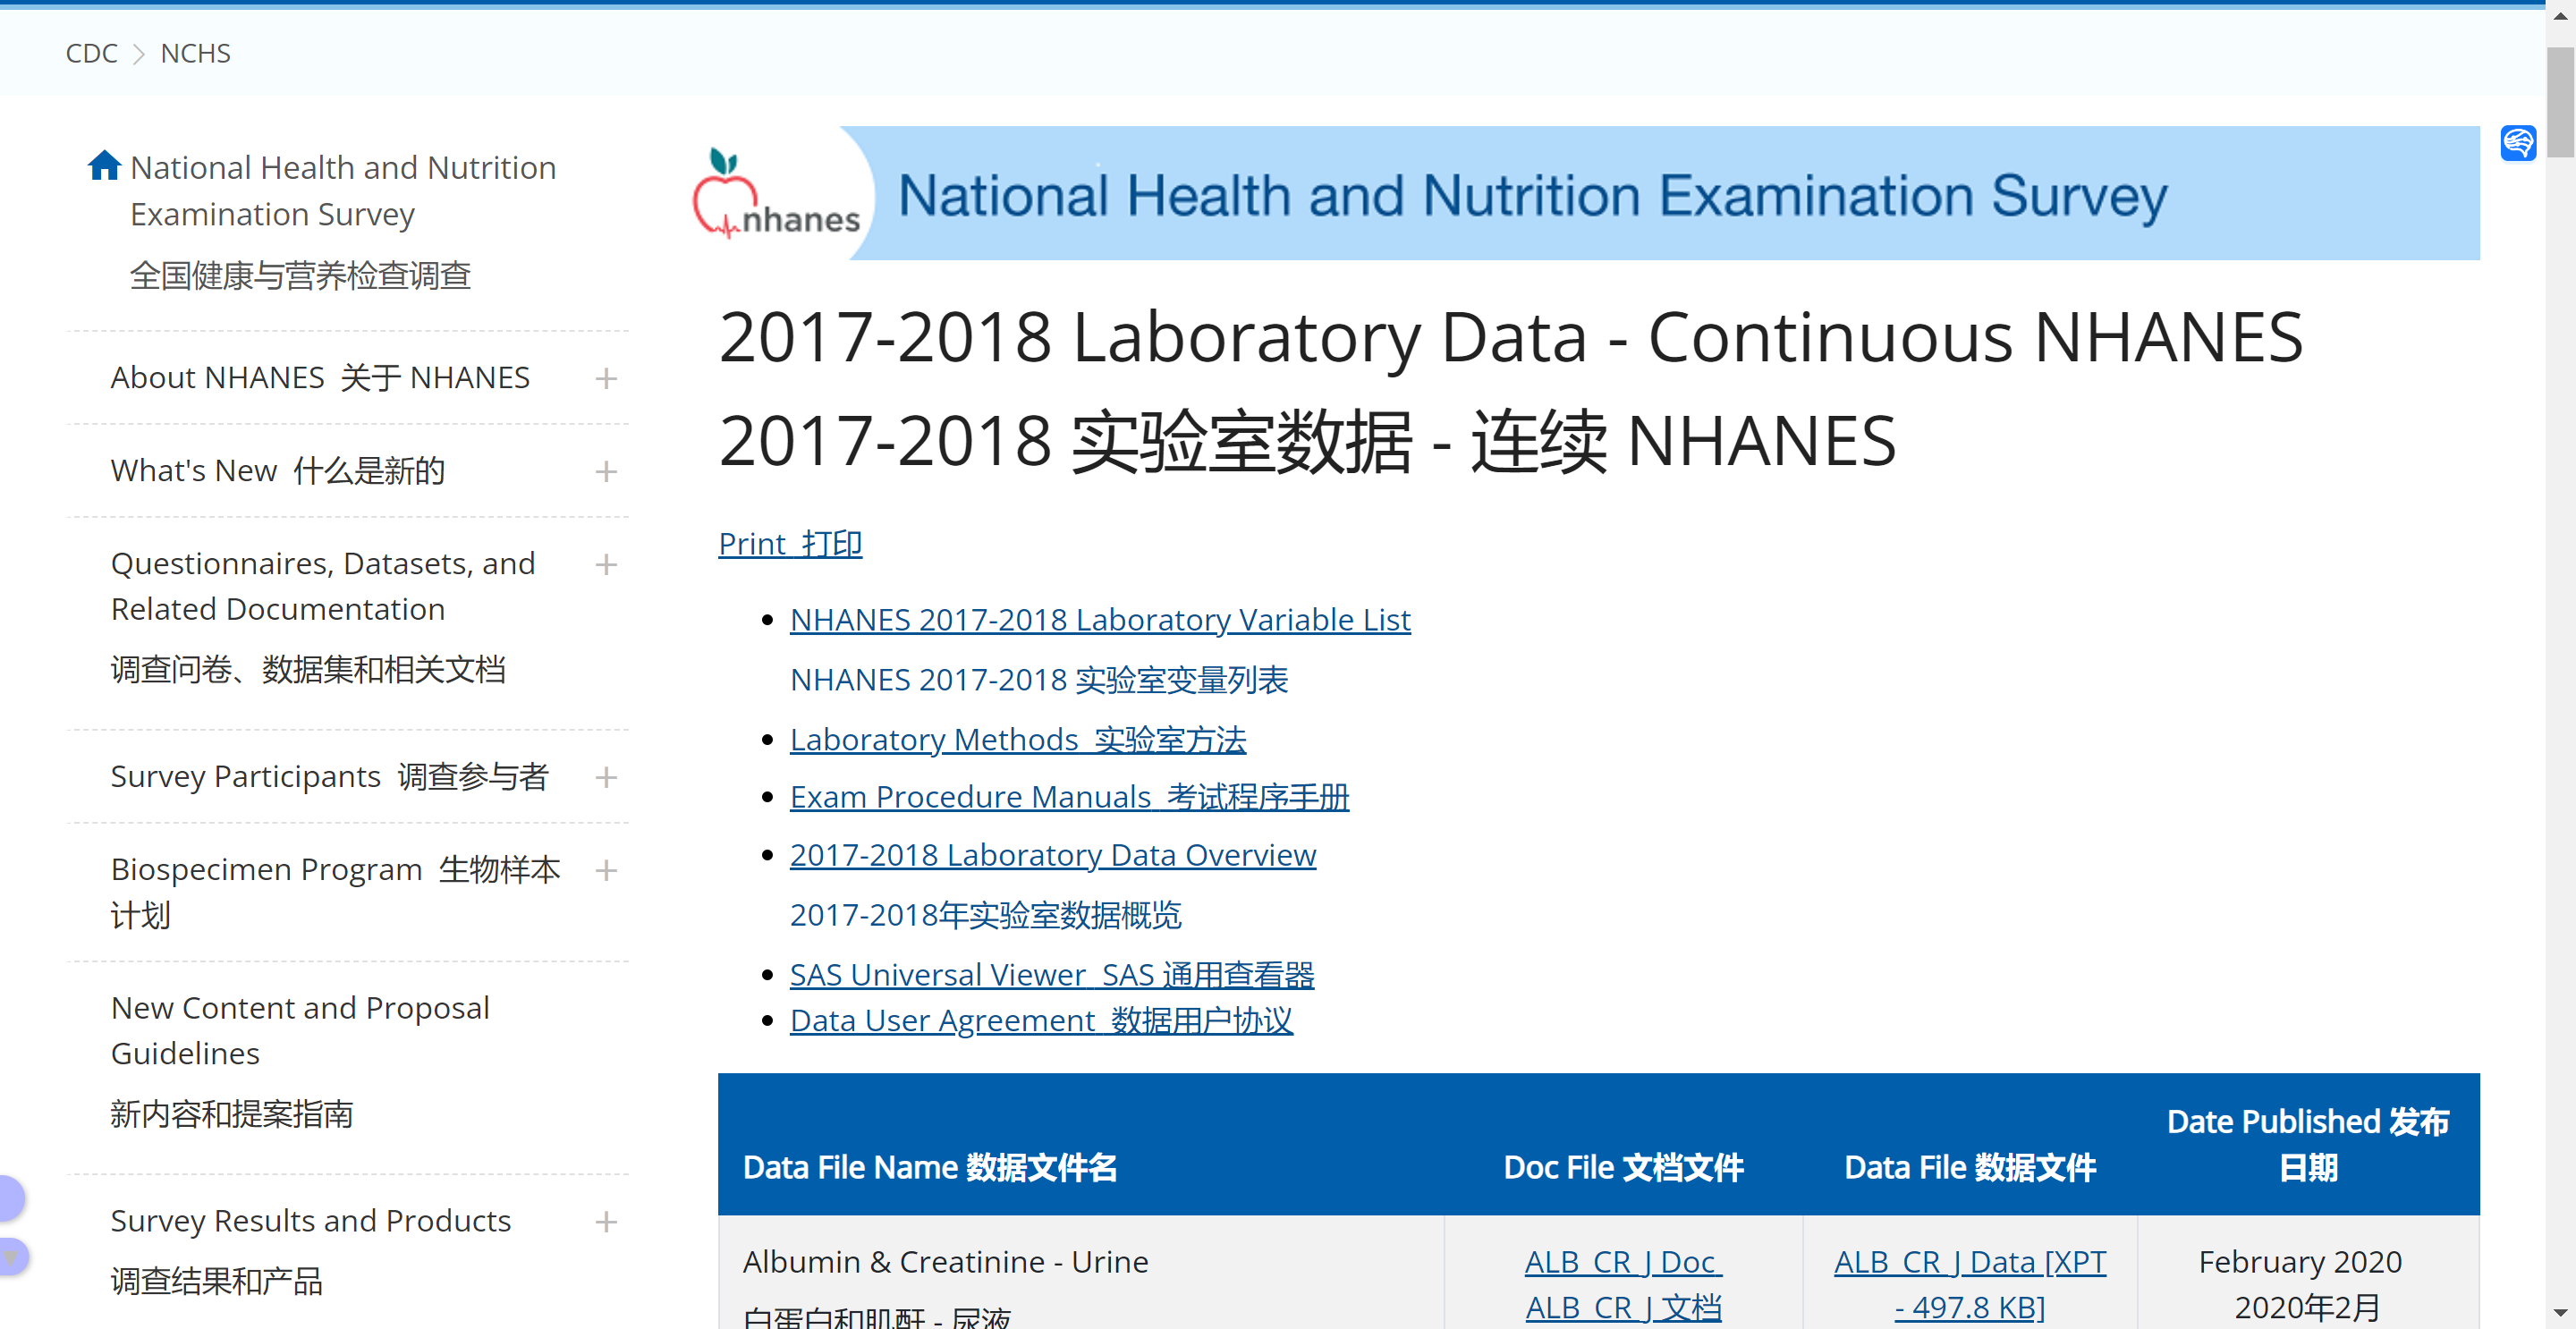 CDC
NCHS
National Health and Nutrition
Examination Survey
全国健康与营养检查调查
About NHANES 关于 NHANES
What's New 什么是新的
Questionnaires, Datasets, and
Related Documentation
调查问卷、数据集和相关文档
Survey Participants 调查参与者
Biospecimen Program 生物样本
计划
New Content and Proposal
Guidelines
新内容和提案指南
Survey Results and Products
调查结果和产品
nhanes
National Health and Nutrition Examination Survey
2017-2018 Laboratory Data - Continuous NHANES
2017-2018 实验室数据 - 连续 NHANES
Print 打印
NHANES 2017-2018 Laboratory Variable List
NHANES 2017-2018 实验室变量列表
Laboratory Methods 实验室方法
Exam Procedure Manuals 考试程序手册
2017-2018 Laboratory Data Overview
2017-2018年实验室数据概览
SAS Universal Viewer SAS 通用查看器
Data User Agreement 数据用户协议
Data File Name 数据文件名
Doc File 文档文件
Data File 数据文件
Date Published 发布
日期
Albumin & Creatinine - Urine
白蛋白和肌酐 - 尿液
ALB_CR_J Doc
ALB_CR_J 文档
ALB_CR_J Data [XPT
- 497.8 KB]
February 2020
2020年2月